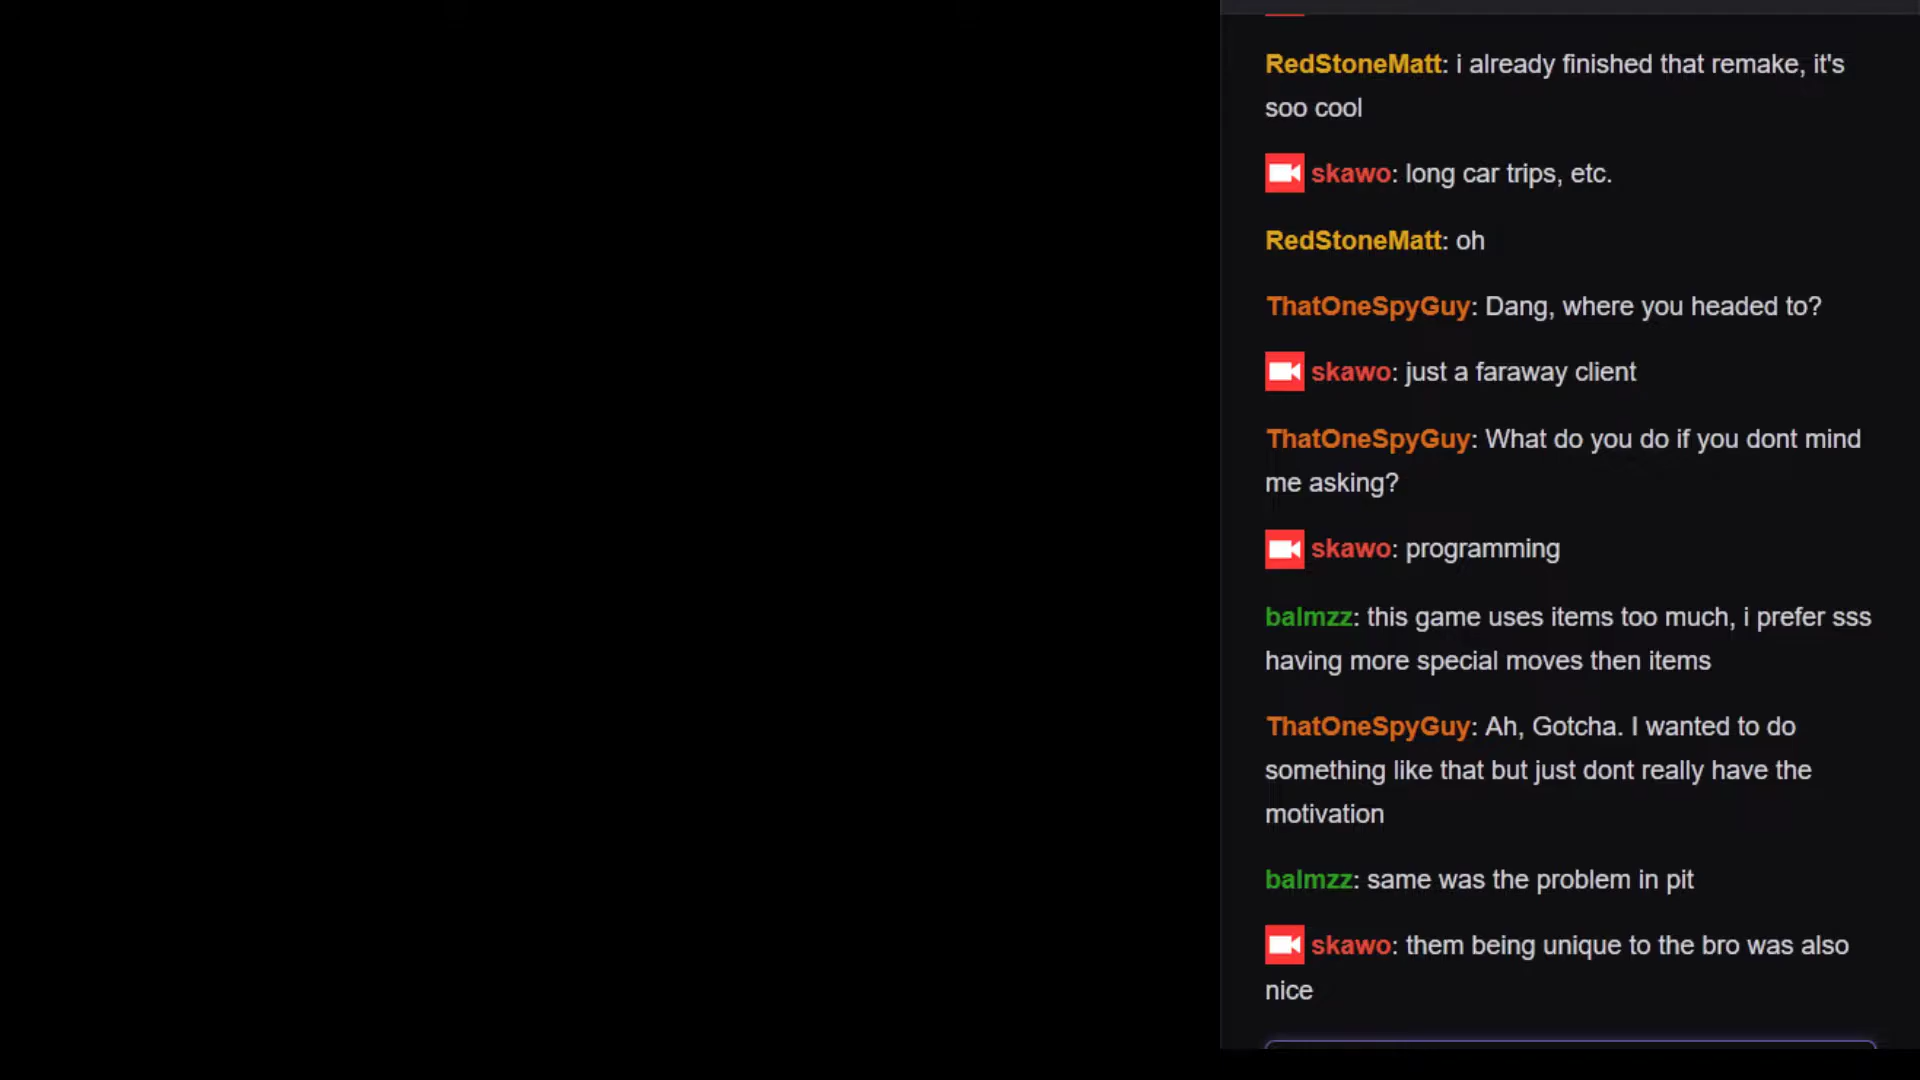 RedStoneMatt: i already finished that remake, it's
soo cool
skawo: long car trips, etc.
RedStoneMatt: oh
ThatOneSpyGuy: Dang, where you headed to?
skawo: just a faraway client
ThatOneSpyGuy: What do you do if you dont mind
me asking?
skawo: programming
balmzz: this game uses items too much, i prefer sss
having more special moves then items
ThatOneSpyGuy: Ah, Gotcha. I wanted to do
something like that but just dont really have the
motivation
balmzz: same was the problem in pit
skawo: them being unique to the bro was also
nice